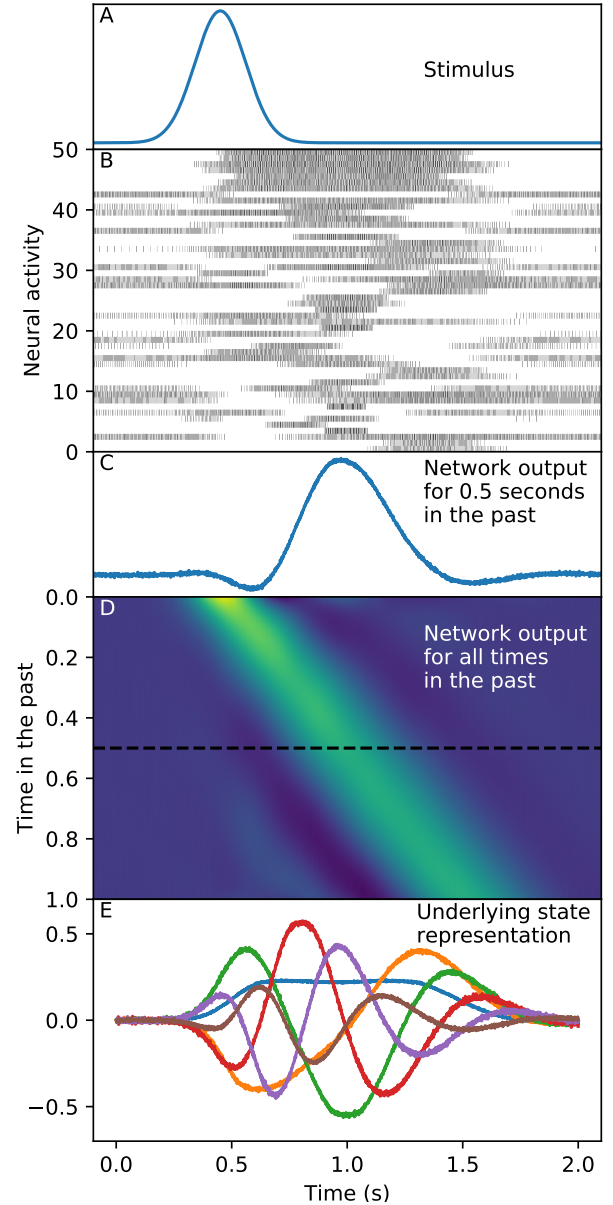 A
Stimulus
50
B
40
30
20
10
0
Neural activity
C
Network output
for 0.5 seconds
in the past
0.0
D
Network output
for all times
in the past
0.2
0.4
0.6
0.8
1.0
Time in the past
E
Underlying state
representation
0.5
0.0
−0.5
0.0
0.5
1.0
1.5
2.0
Time (s)